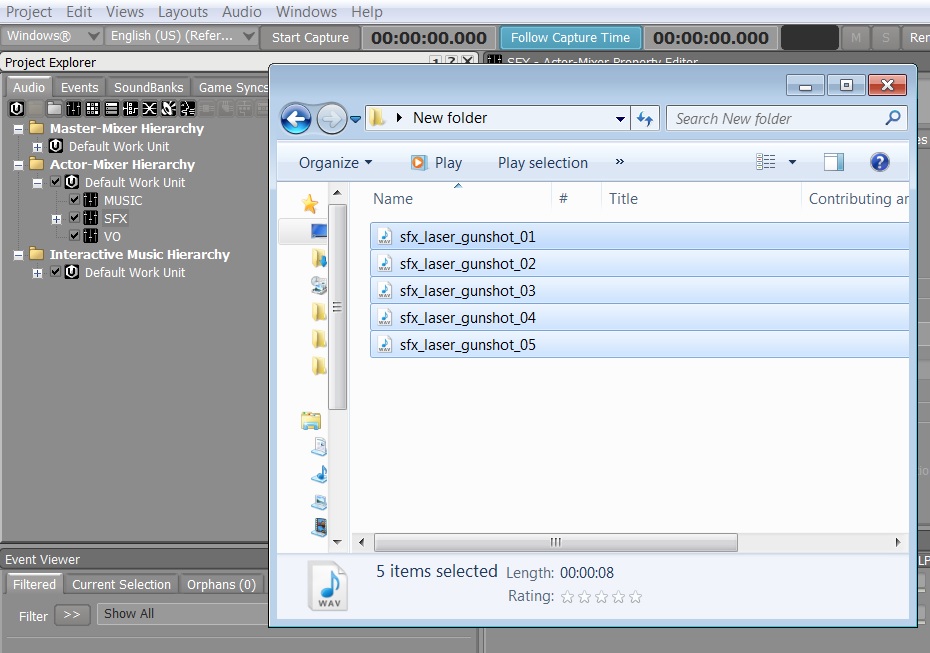 Project Edit Views Layouts Audio Windows Help
Windows® English (US) (Refer... Start Capture 00:00:00.000 Follow Capture Time 00:00:00.000 M S Rer
Project Explorer
SFX - Actor-Mixer Property Editor
Audio Events SoundBanks Game Syncs
Master-Mixer Hierarchy
Default Work Unit
Actor-Mixer Hierarchy
Default Work Unit
MUSIC
SFX
VO
Interactive Music Hierarchy
Default Work Unit
New folder
Search New folder
Organize Play Play selection »
Name # Title Contributing ar
sfx_laser_gunshot_01
sfx_laser_gunshot_02
sfx_laser_gunshot_03
sfx_laser_gunshot_04
sfx_laser_gunshot_05
WAV
5 items selected Length: 00:00:08
Rating:
Event Viewer
Filtered Current Selection Orphans (0)
Filter >> Show All